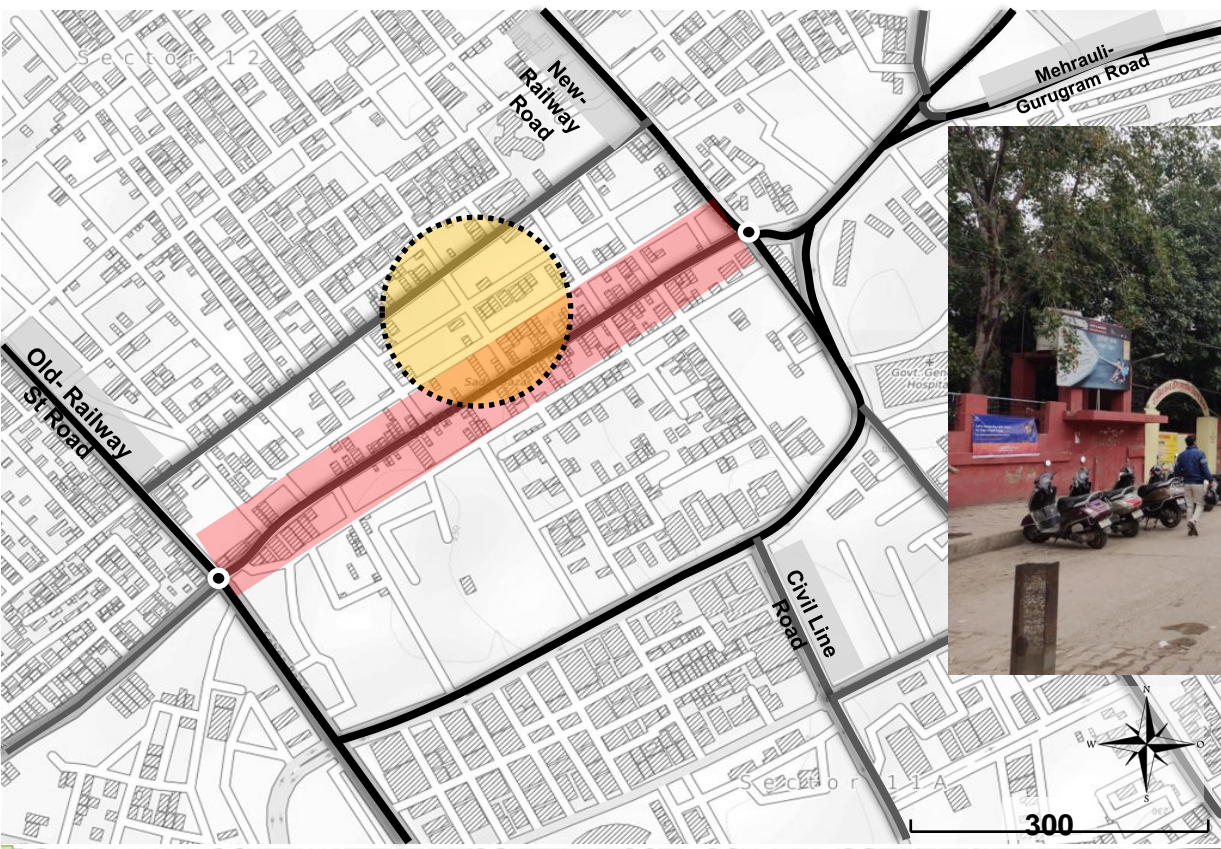 Sector 12
New-
Railway
Road
Mehrauli-
Gurugram Road
Old- Railway
St Road
Govt. Gen
Hospita
Civil Line
Road
Sector 11A
N
W
O
S
300